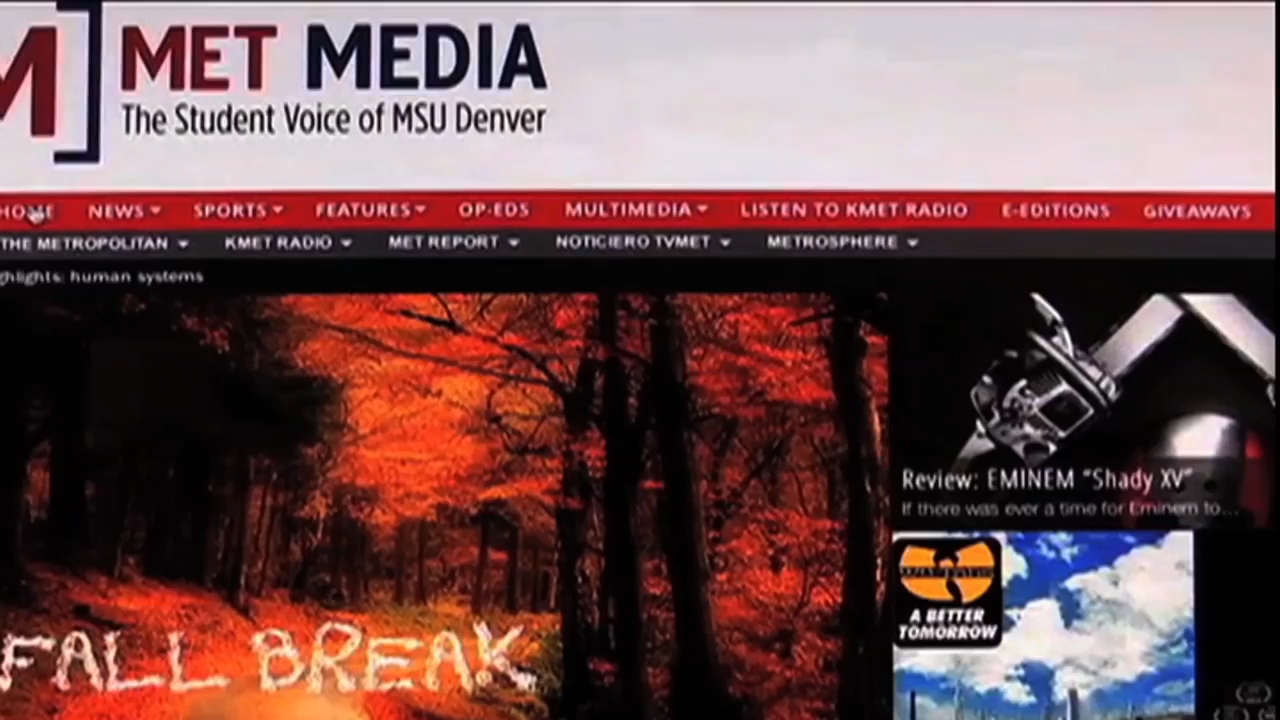 M]
MET MEDIA
The Student Voice of MSU Denver
HOME NEWS SPORTS FEATURES OP-EDS MULTIMEDIA LISTEN TO KMET RADIO E-EDITIONS GIVEAWAYS
THE METROPOLITAN KMET RADIO MET REPORT NOTICIERO TVMET METROSPHERE
ghlights: human systems
Review: EMINEM "Shady XV"
If there was ever a time for Eminem to...
A BETTER
TOMORROW
FALL BREAK